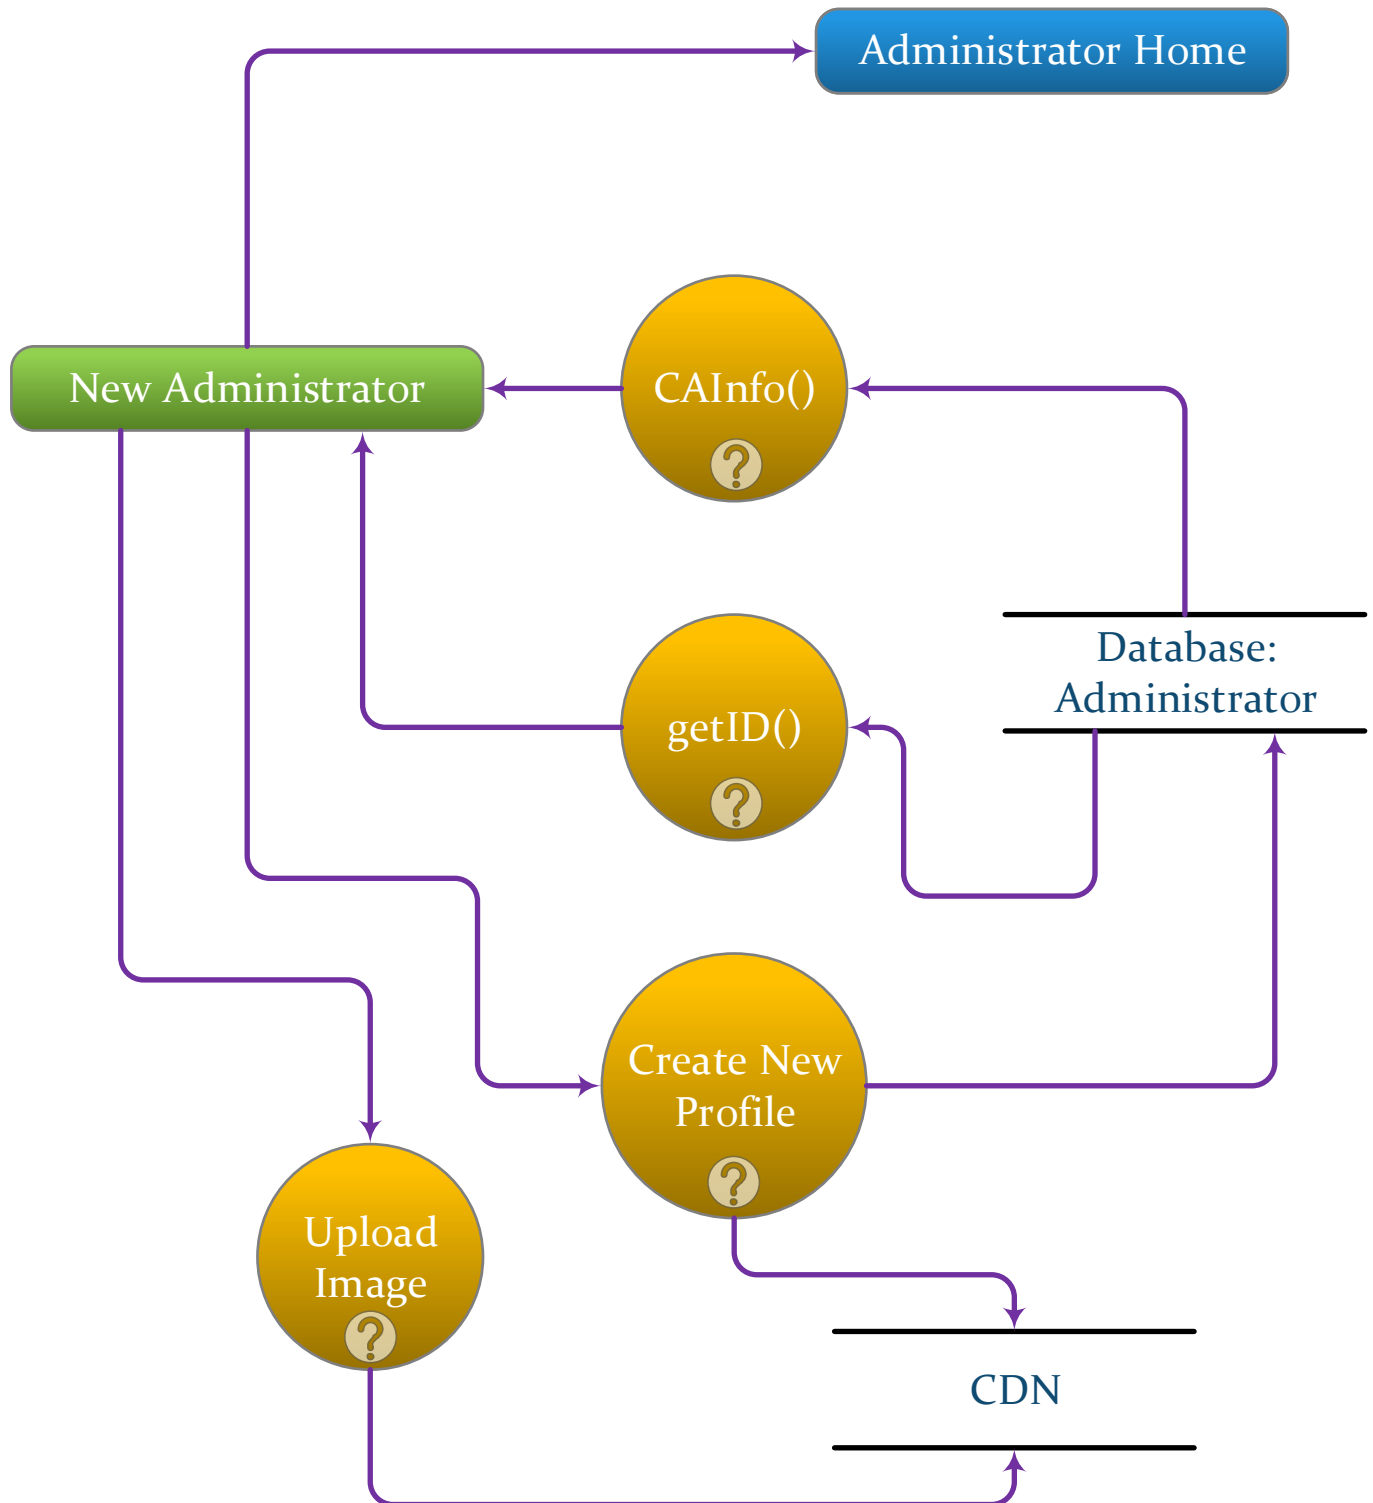 Administrator Home
New Administrator
CAInfo()
?
Database:
Administrator
getID()
?
Create New
Profile
?
Upload
Image
?
CDN